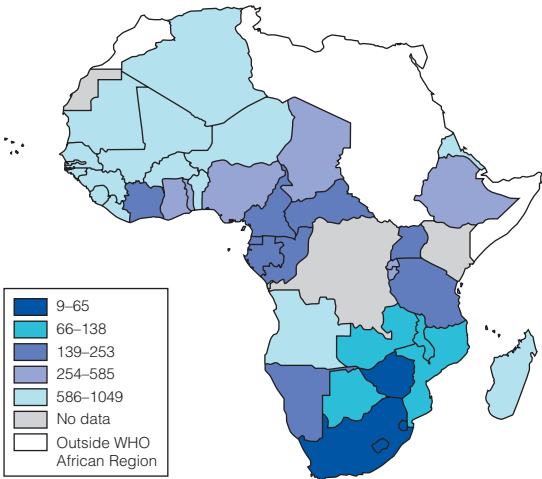 9–65
66–138
139–253
254–585
586–1049
No data
Outside WHO
African Region